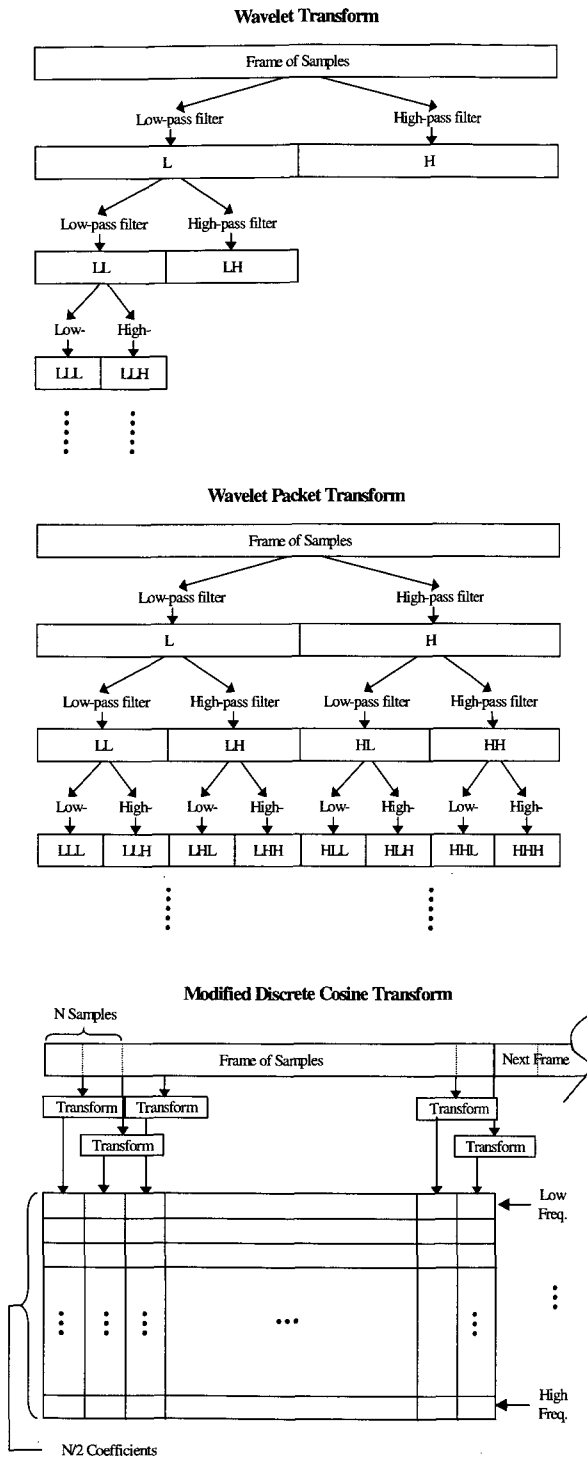 Wavelet Transform
Frame of Samples
Low-pass filter High-pass filter
L H
Low-pass filter High-pass filter
LL LH
Low- High-
LLL LLH
Wavelet Packet Transform
Frame of Samples
Low-pass filter High-pass filter
L H
Low-pass filter High-pass filter Low-pass filter High-pass filter
LL LH HL HH
Low- High- Low- High- Low- High- Low- High-
LLL LLH LHL LHH HLL HLH HHL HHH
Modified Discrete Cosine Transform
N Samples
Frame of Samples Next Frame
Transform Transform Transform
Transform Transform
Low
Freq.
High
Freq.
N/2 Coefficients